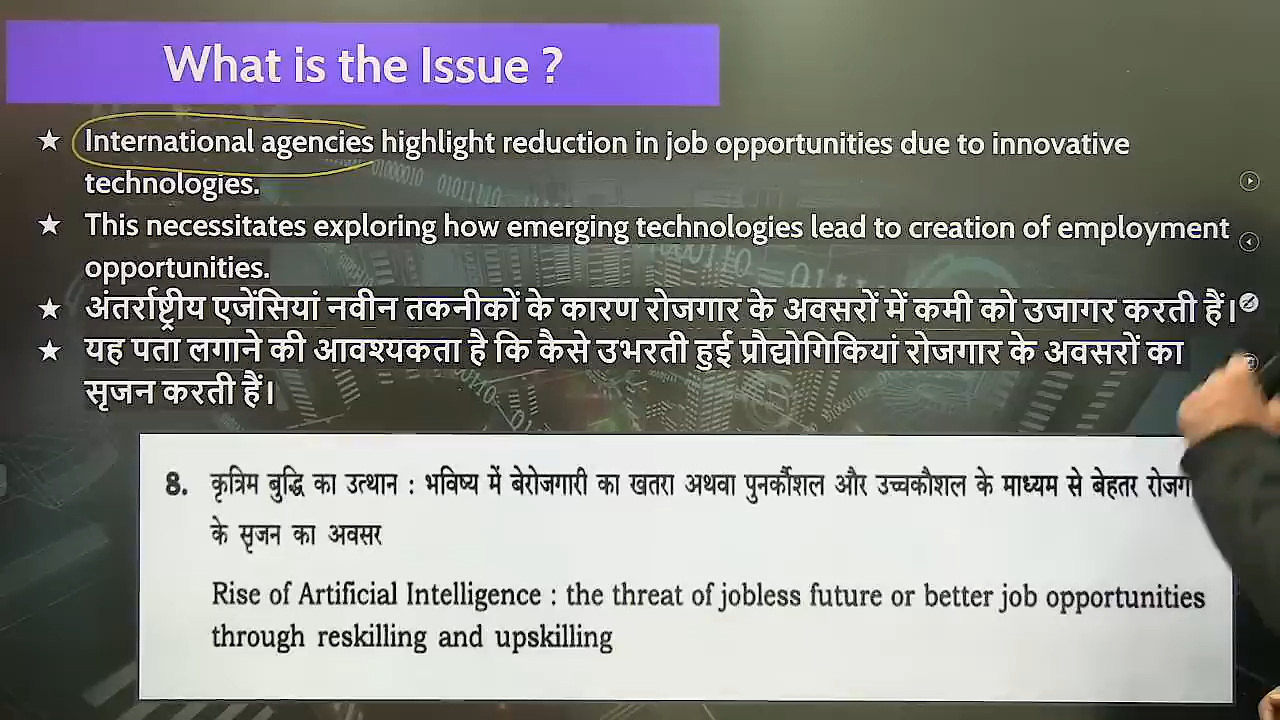 What is the Issue ?
★ International agencies highlight reduction in job opportunities due to innovative
technologies.
★ This necessitates exploring how emerging technologies lead to creation of employment
opportunities.
★ अंतर्राष्ट्रीय एजेंसियां नवीन तकनीकों के कारण रोजगार के अवसरों में कमी को उजागर करती हैं।
★ यह पता लगाने की आवश्यकता है कि कैसे उभरती हुई प्रौद्योगिकियां रोजगार के अवसरों का
सृजन करती हैं।
8. कृत्रिम बुद्धि का उत्थान : भविष्य में बेरोजगारी का खतरा अथवा पुनर्कौशल और उच्चकौशल के माध्यम से बेहतर
के सृजन का अवसर
Rise of Artificial Intelligence : the threat of jobless future or better job opportunities
through reskilling and upskilling